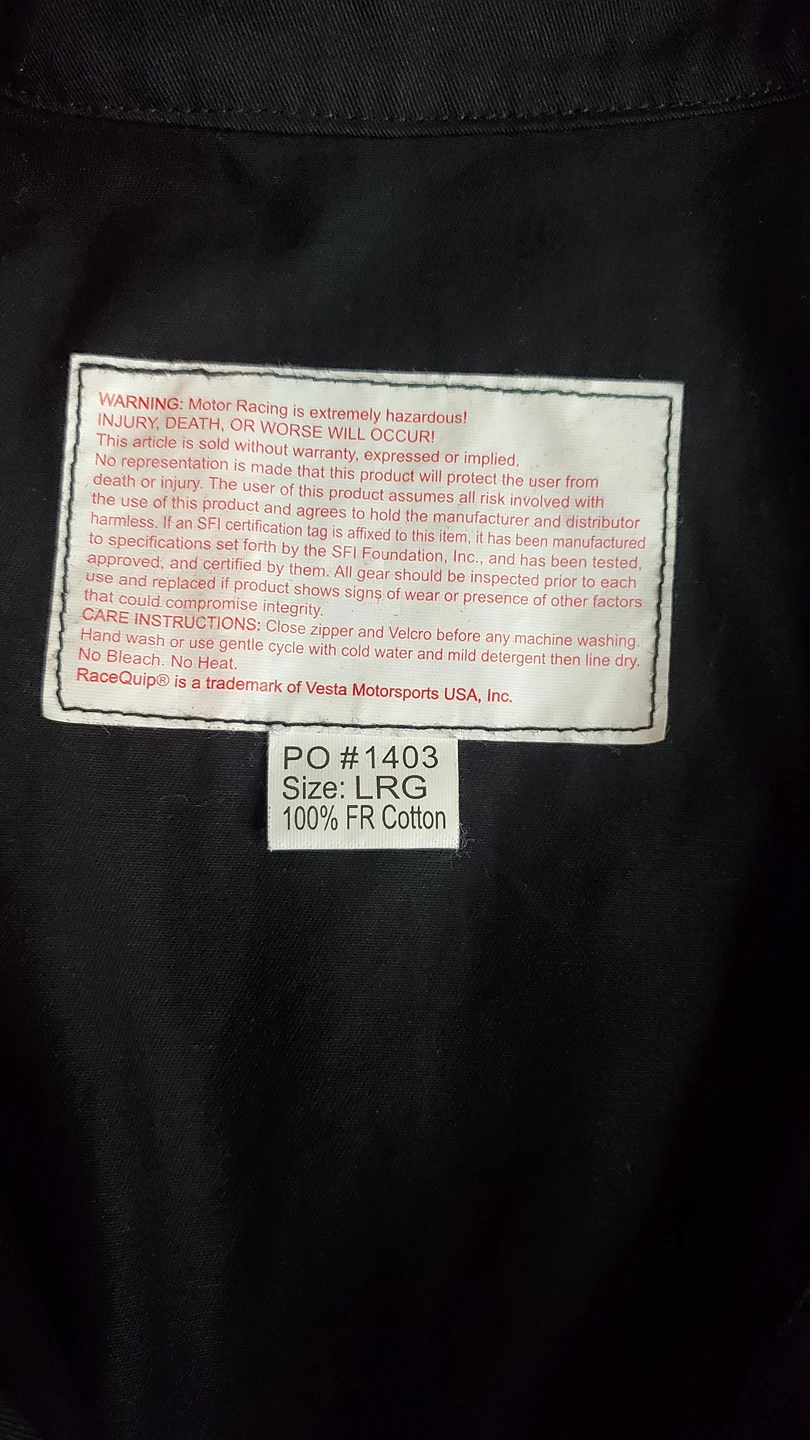 WARNING: Motor Racing is extremely hazardous!
INJURY, DEATH, OR WORSE WILL OCCUR!
This article is sold without warranty, expressed or implied.
No representation is made that this product will protect the user from
death or injury. The user of this product assumes all risk involved with
the use of this product and agrees to hold the manufacturer and distributor
harmless. If an SFI certification tag is affixed to this item, it has been manufactured
to specifications set forth by the SFI Foundation, Inc., and has been tested,
approved, and certified by them. All gear should be inspected prior to each
use and replaced if product shows signs of wear or presence of other factors
that could compromise integrity.
CARE INSTRUCTIONS: Close zipper and Velcro before any machine washing.
Hand wash or use gentle cycle with cold water and mild detergent then line dry.
No Bleach. No Heat.
RaceQuip® is a trademark of Vesta Motorsports USA, Inc.
PO #1403
Size: LRG
100% FR Cotton